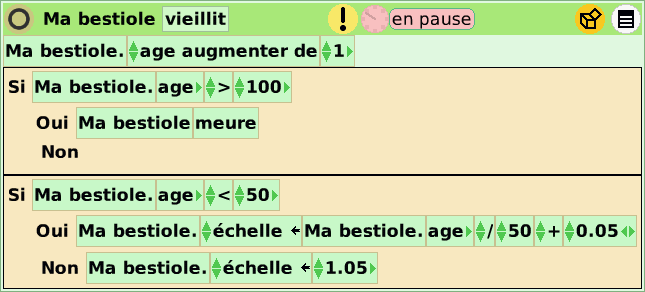 Ma bestiole vieillit ! en pause
Ma bestiole. age augmenter de 1
Si Ma bestiole. age > 100
Oui Ma bestiole meure
Non
Si Ma bestiole. age < 50
Oui Ma bestiole. échelle ← Ma bestiole. age / 50 + 0.05
Non Ma bestiole. échelle ← 1.05